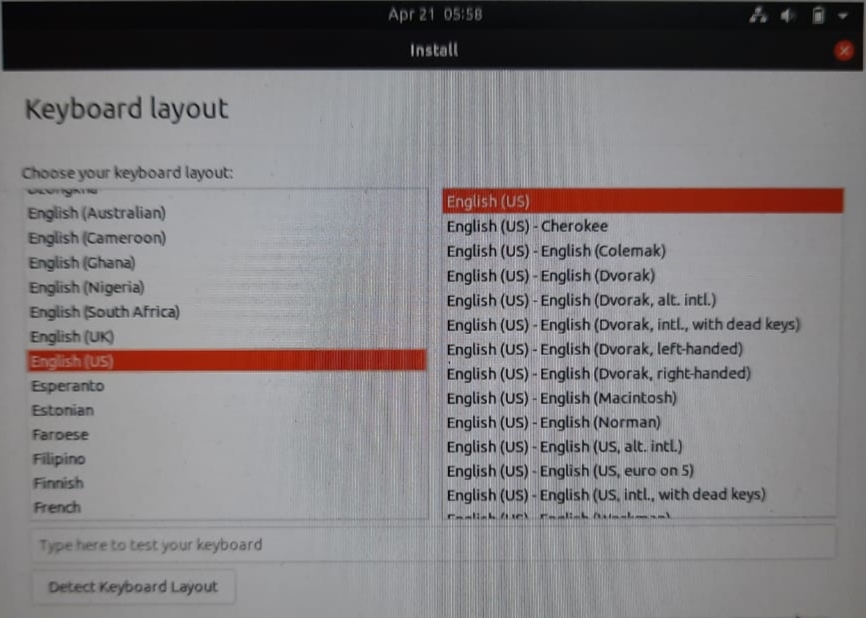 Apr 21 05:58
Install
Keyboard layout
Choose your keyboard layout:
English (Australian)
English (Cameroon)
English (Ghana)
English (Nigeria)
English (South Africa)
English (UK)
English (US)
Esperanto
Estonian
Faroese
Filipino
Finnish
French
English (US)
English (US) - Cherokee
English (US) - English (Colemak)
English (US) - English (Dvorak)
English (US) - English (Dvorak, alt. intl.)
English (US) - English (Dvorak, intl., with dead keys)
English (US) - English (Dvorak, left-handed)
English (US) - English (Dvorak, right-handed)
English (US) - English (Macintosh)
English (US) - English (Norman)
English (US) - English (US, alt. intl.)
English (US) - English (US, euro on 5)
English (US) - English (US, intl., with dead keys)
Type here to test your keyboard
Detect Keyboard Layout